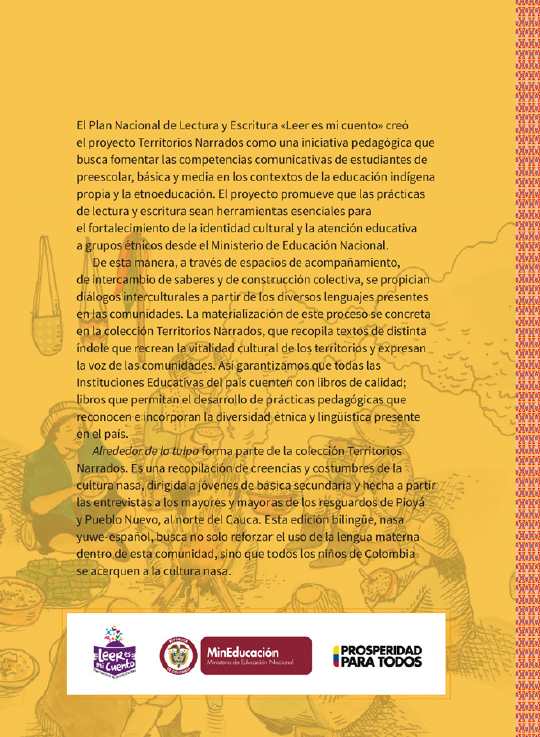 El Plan Nacional de Lectura y Escritura «Leer es mi cuento» creó
el proyecto Territorios Narrados como una iniciativa pedagógica que
busca fomentar las competencias comunicativas de estudiantes de
preescolar, básica y media en los contextos de la educación indígena
propia y la etnoeducación. El proyecto promueve que las prácticas
de lectura y escritura sean herramientas esenciales para
el fortalecimiento de la identidad cultural y la atención educativa
a grupos étnicos desde el Ministerio de Educación Nacional.
De esta manera, a través de espacios de acompañamiento,
de intercambio de saberes y de construcción colectiva, se propician
diálogos interculturales a partir de los diversos lenguajes presentes
en las comunidades. La materialización de este proceso se concreta
en la colección Territorios Narrados, que recopila textos de distinta
índole que recrean la vitalidad cultural de los territorios y expresan
la voz de las comunidades. Así garantizamos que todas las
Instituciones Educativas del país cuenten con libros de calidad;
libros que permitan el desarrollo de prácticas pedagógicas que
reconocen e incorporan la diversidad étnica y lingüística presente
en el país.
Alrededor de la tulpa forma parte de la colección Territorios
Narrados. Es una recopilación de creencias y costumbres de la
cultura nasa, dirigida a jóvenes de básica secundaria y hecha a partir
las entrevistas a los mayores y mayoras de los resguardos de Pioyá
y Pueblo Nuevo, al norte del Cauca. Esta edición bilingüe, nasa
yuwe-español, busca no solo reforzar el uso de la lengua materna
dentro de esta comunidad, sino que todos los niños de Colombia
se acerquen a la cultura nasa.
Leer es
mi cuento
MinEducación
Ministerio de Educación Nacional
PROSPERIDAD
PARA TODOS